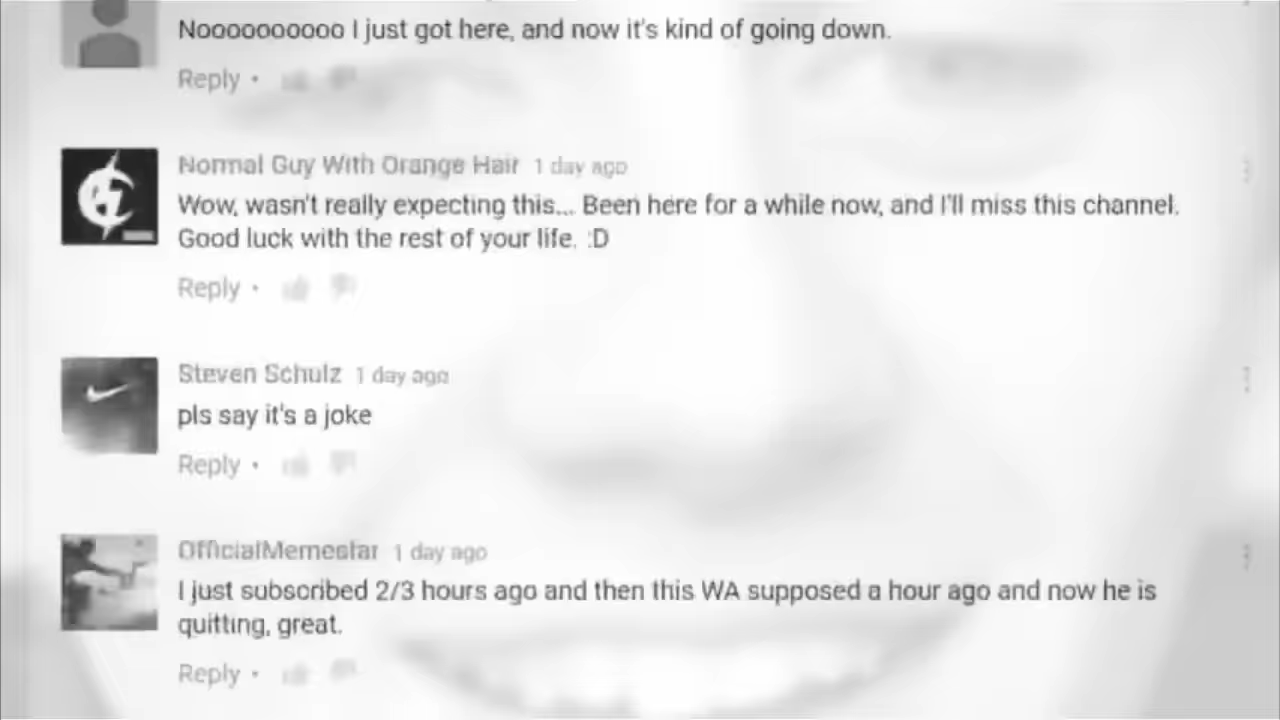 Noooooooooo I just got here, and now it's kind of going down.
Reply
Normal Guy With Orange Hair 1 day ago
Wow, wasn't really expecting this... Been here for a while now, and I'll miss this channel.
Good luck with the rest of your life. :D
Reply
Steven Schulz 1 day ago
pls say it's a joke
Reply
OfficialMemestar 1 day ago
I just subscribed 2/3 hours ago and then this WA supposed a hour ago and now he is
quitting, great.
Reply